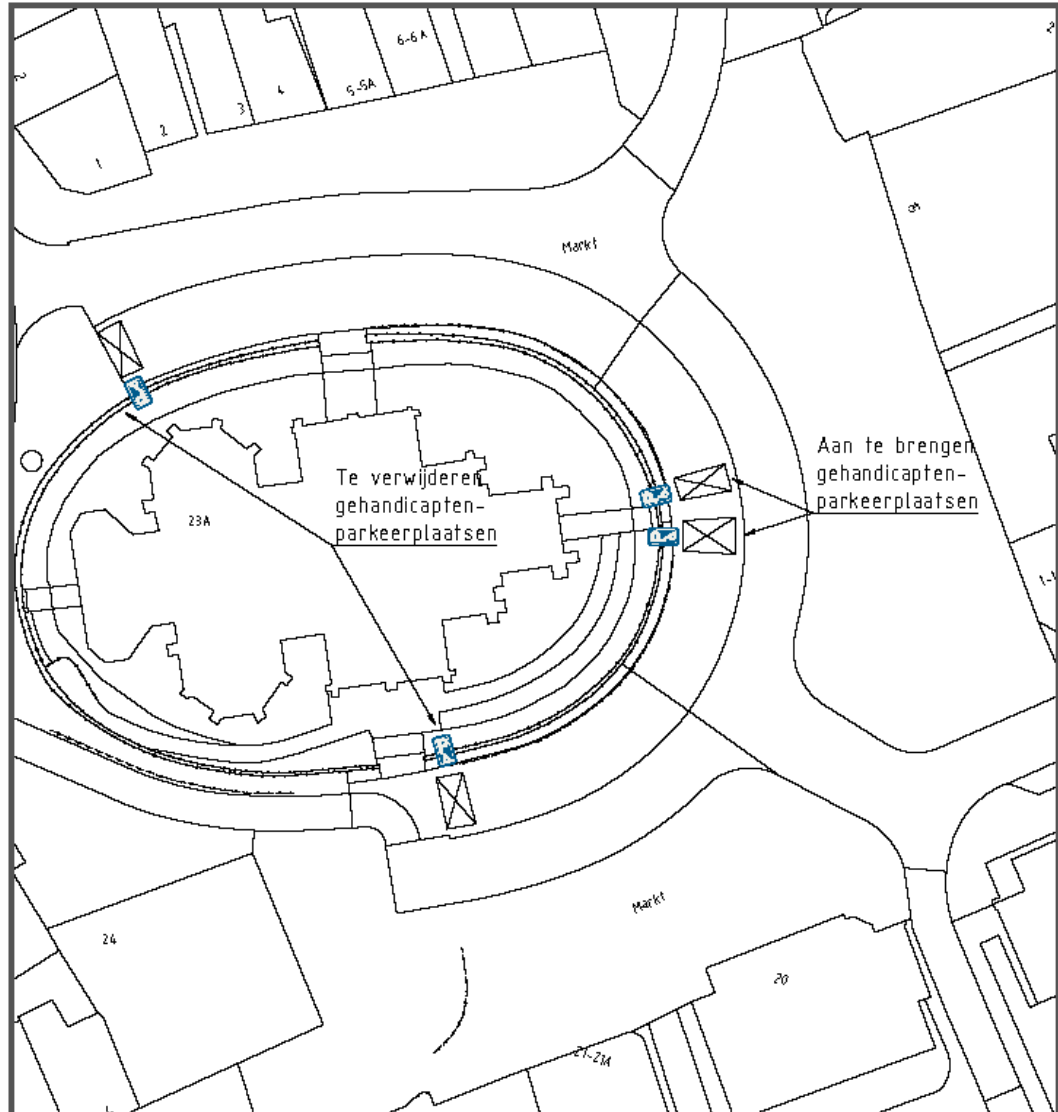 6-6A
5-5A
4
3
2
1
2
Markt
Te verwijderen
gehandicapten-
parkeerplaatsen
Aan te brengen
gehandicapten-
parkeerplaatsen
23A
Markt
24
20
21-21A